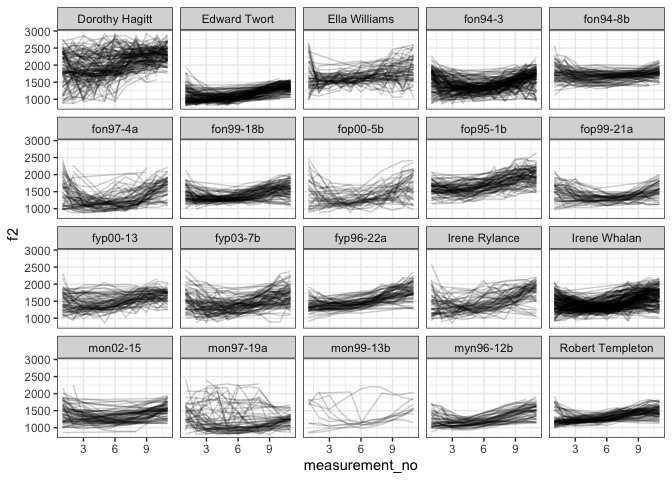 Dorothy Hagitt Edward Twort Ella Williams fon94-3 fon94-8b
3000
2500
2000
1500
1000
fon97-4a fon99-18b fop00-5b fop95-1b fop99-21a
3000
2500
2000
1500
1000
f2
fyp00-13 fyp03-7b fyp96-22a Irene Rylance Irene Whalan
3000
2500
2000
1500
1000
mon02-15 mon97-19a mon99-13b myn96-12b Robert Templeton
3000
2500
2000
1500
1000
3 6 9 3 6 9 3 6 9 3 6 9 3 6 9
measurement_no